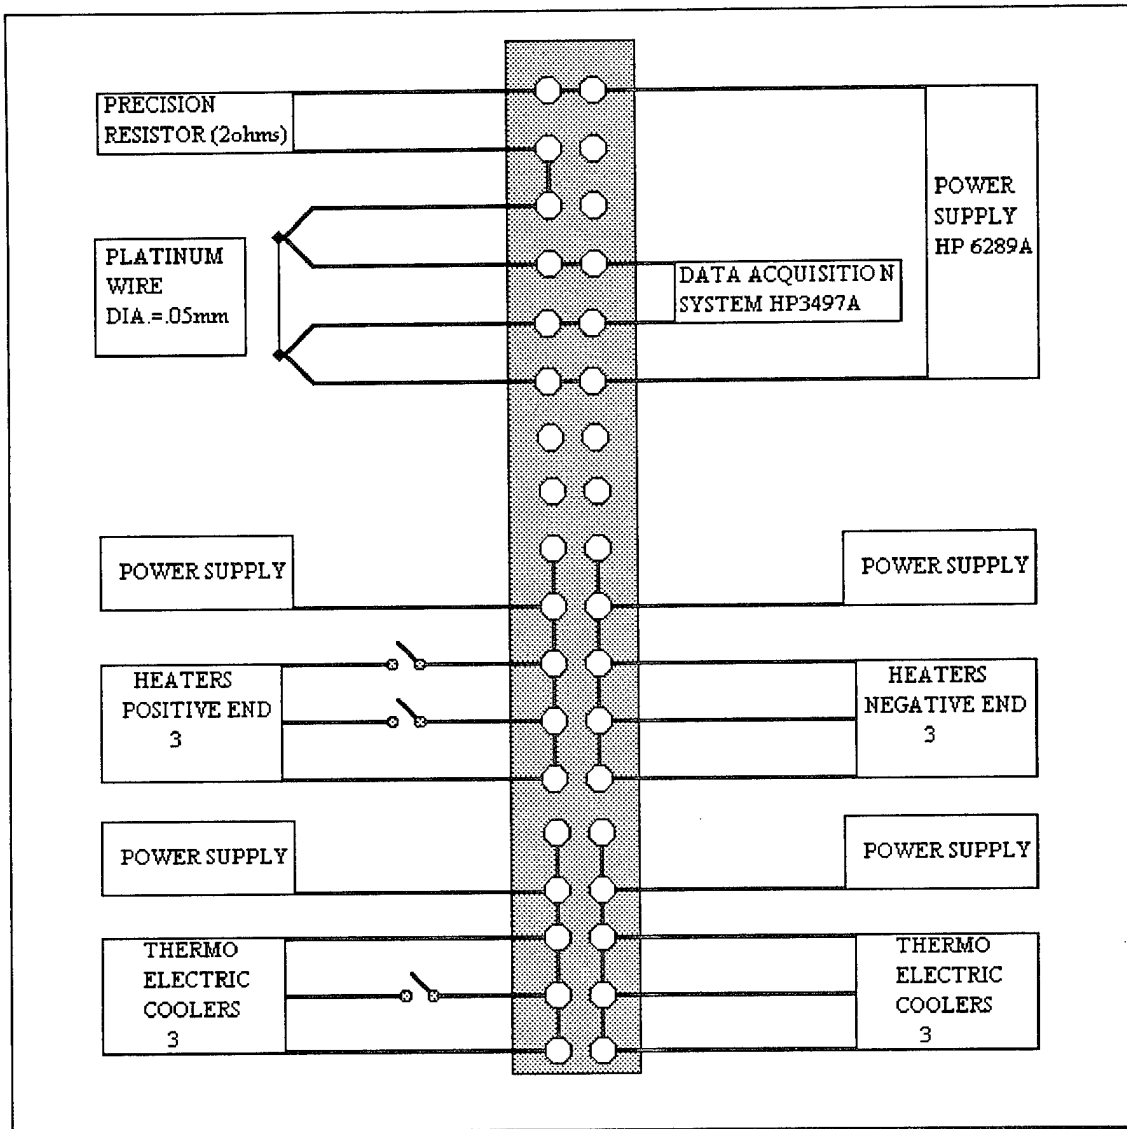 PRECISION
RESISTOR (2ohms)
PLATINUM
WIRE
DIA.=.05mm
DATA ACQUISITION
SYSTEM HP3497A
POWER
SUPPLY
HP 6289A
POWER SUPPLY
POWER SUPPLY
HEATERS
POSITIVE END
3
HEATERS
NEGATIVE END
3
POWER SUPPLY
POWER SUPPLY
THERMO
ELECTRIC
COOLERS
3
THERMO
ELECTRIC
COOLERS
3